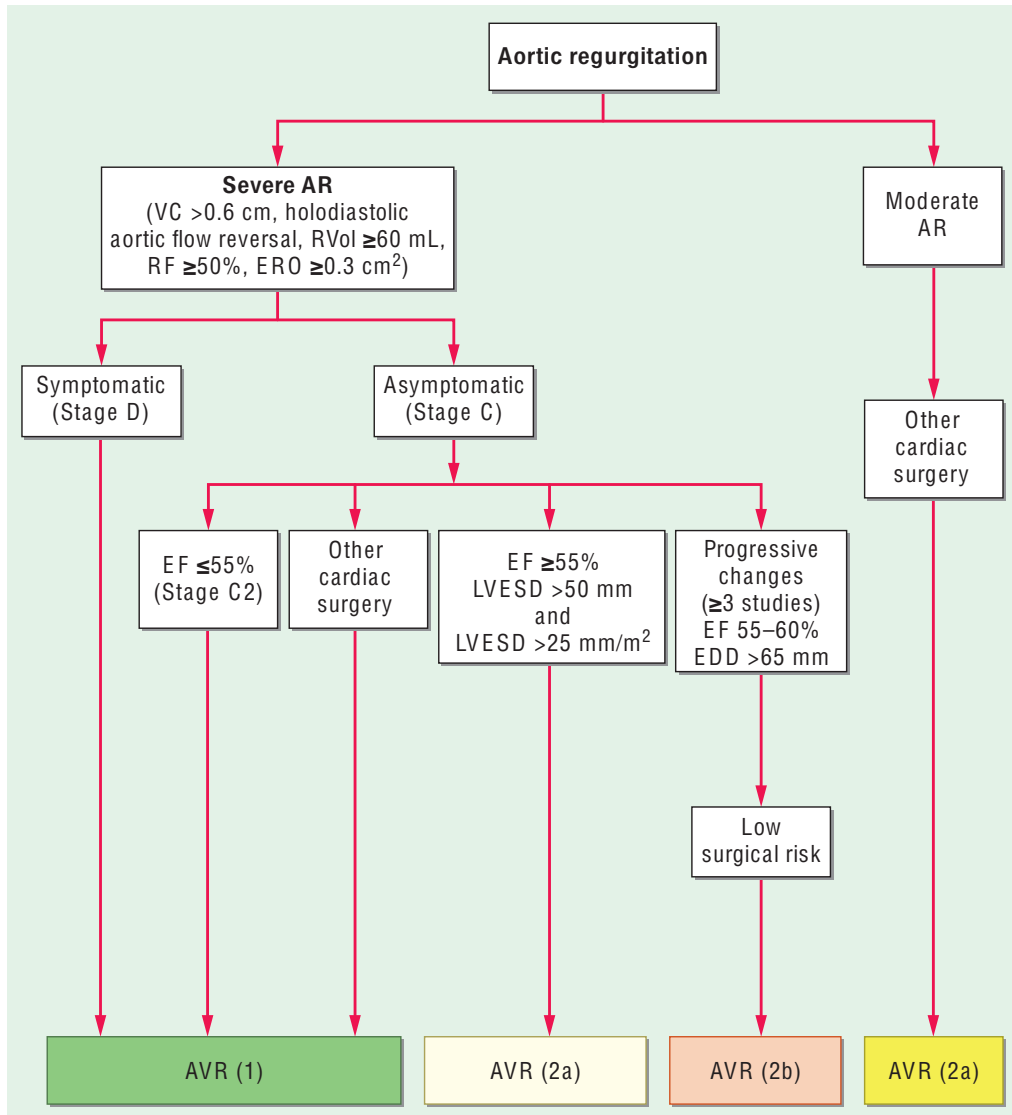 Aortic regurgitation
Severe AR
(VC >0.6 cm, holodiastolic
aortic flow reversal, RVol ≥60 mL,
RF ≥50%, ERO ≥0.3 cm²)
Moderate
AR
Symptomatic
(Stage D)
Asymptomatic
(Stage C)
Other
cardiac
surgery
EF ≤55%
(Stage C2)
Other
cardiac
surgery
EF ≥55%
LVESD >50 mm
and
LVESD >25 mm/m²
Progressive
changes
(≥3 studies)
EF 55–60%
EDD >65 mm
Low
surgical risk
AVR (1)
AVR (2a)
AVR (2b)
AVR (2a)